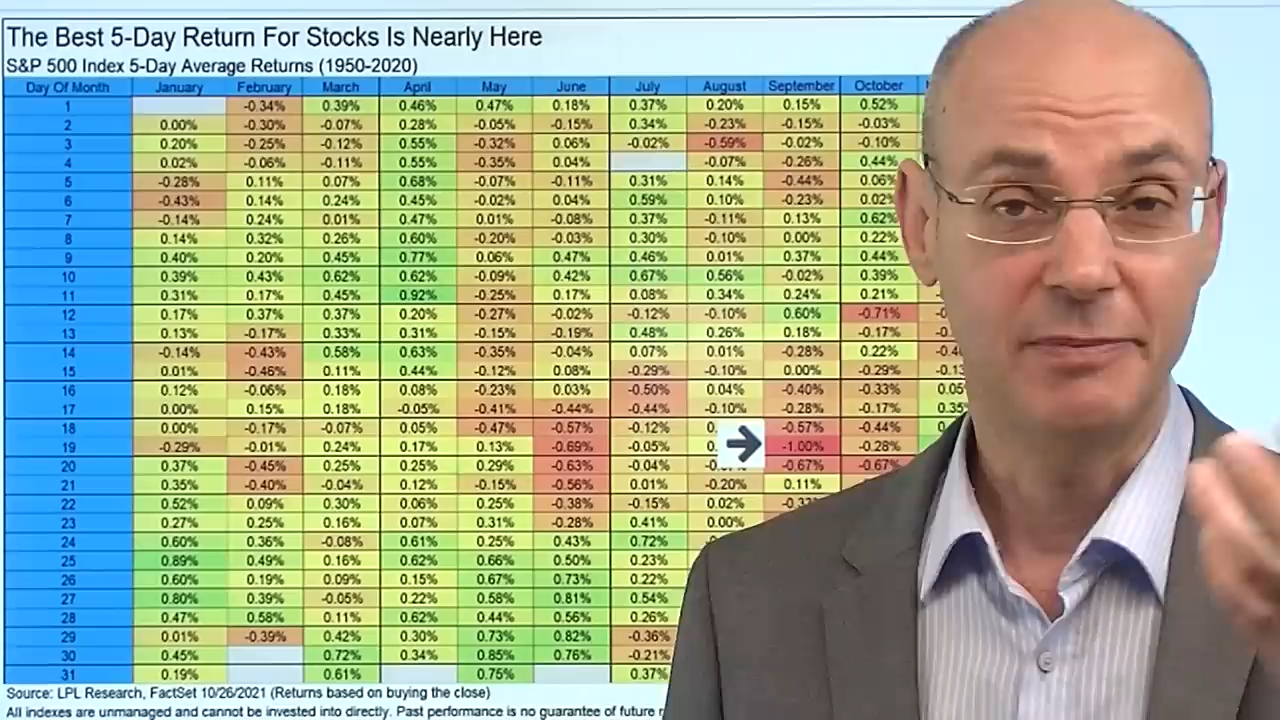 The Best 5-Day Return For Stocks Is Nearly Here
S&P 500 Index 5-Day Average Returns (1950-2020)
Day Of Month January February March April May June July August September October
1 -0.34% 0.39% 0.46% 0.47% 0.18% 0.37% 0.20% 0.15% 0.52%
2 0.00% -0.30% -0.07% 0.28% -0.05% -0.15% 0.34% -0.23% -0.15% -0.03%
3 0.20% -0.25% -0.12% 0.55% -0.32% 0.06% -0.02% -0.59% -0.02% -0.10%
4 0.02% -0.06% -0.11% 0.55% -0.35% 0.04% -0.07% -0.26% 0.44%
5 -0.28% 0.11% 0.07% 0.68% -0.07% -0.11% 0.31% 0.14% -0.44% 0.06%
6 -0.43% 0.14% 0.24% 0.45% -0.02% 0.04% 0.59% 0.10% -0.23% 0.02%
7 -0.14% 0.24% 0.01% 0.47% 0.01% -0.08% 0.37% -0.11% 0.13% 0.62%
8 0.14% 0.32% 0.26% 0.60% -0.20% -0.03% 0.30% -0.10% 0.00% 0.22%
9 0.40% 0.20% 0.45% 0.77% 0.06% 0.47% 0.46% 0.01% 0.37% 0.44%
10 0.39% 0.43% 0.62% 0.62% -0.09% 0.42% 0.67% 0.56% -0.02% 0.39%
11 0.31% 0.17% 0.45% 0.92% -0.25% 0.17% 0.08% 0.34% 0.24% 0.21%
12 0.17% 0.37% 0.37% 0.20% -0.27% -0.02% -0.12% -0.10% 0.60% -0.71%
13 0.13% -0.17% 0.33% 0.31% -0.15% -0.19% 0.48% 0.26% 0.18% -0.17%
14 -0.14% -0.43% 0.58% 0.63% -0.35% -0.04% 0.07% 0.01% -0.28% 0.22%
15 0.01% -0.46% 0.11% 0.44% -0.12% 0.08% -0.29% -0.10% 0.00% -0.29% -0.13
16 0.12% -0.06% 0.18% 0.08% -0.23% 0.03% -0.50% 0.04% -0.40% -0.33% 0.05
17 0.00% 0.15% 0.18% -0.05% -0.41% -0.44% -0.44% -0.10% -0.28% -0.17% 0.35
18 0.00% -0.17% -0.07% 0.05% -0.47% -0.57% -0.12% -0.57% -0.44%
19 -0.29% -0.01% 0.24% 0.17% 0.13% -0.69% -0.05% -1.00% -0.28%
20 0.37% -0.45% 0.25% 0.25% 0.29% -0.63% -0.04% -0.67% -0.67%
21 0.35% -0.40% -0.04% 0.12% -0.15% -0.56% 0.01% -0.20% 0.11%
22 0.52% 0.09% 0.30% 0.06% 0.25% -0.38% -0.15% 0.02%
23 0.27% 0.25% 0.16% 0.07% 0.31% -0.28% 0.41% 0.00%
24 0.60% 0.36% -0.08% 0.61% 0.25% 0.43% 0.72%
25 0.89% 0.49% 0.16% 0.62% 0.66% 0.50% 0.23%
26 0.60% 0.19% 0.09% 0.15% 0.67% 0.73% 0.22%
27 0.80% 0.39% -0.05% 0.22% 0.58% 0.81% 0.54%
28 0.47% 0.58% 0.11% 0.62% 0.44% 0.56% 0.26%
29 0.01% -0.39% 0.42% 0.30% 0.73% 0.82% -0.36%
30 0.45% 0.72% 0.34% 0.85% 0.76% -0.21%
31 0.19% 0.61% 0.75% 0.37%
Source: LPL Research, FactSet 10/26/2021 (Returns based on buying the close)
All indexes are unmanaged and cannot be invested into directly. Past performance is no guarantee of future